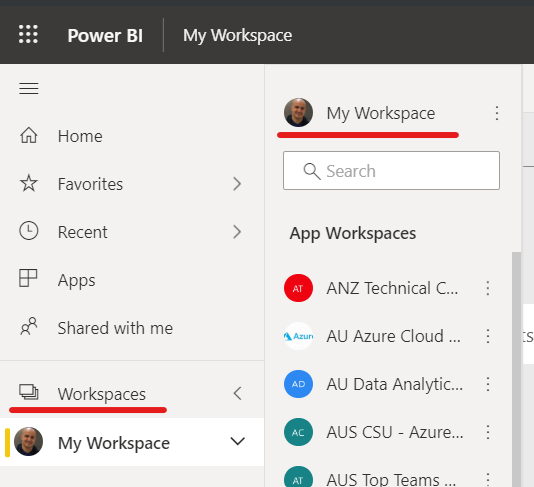 Power BI My Workspace
Home
Favorites
Recent
Apps
Shared with me
Workspaces
My Workspace
My Workspace
Search
App Workspaces
AT ANZ Technical C...
Azure AU Azure Cloud ...
AD AU Data Analytic...
AC AUS CSU - Azure...
AT AUS Top Teams ...
ts